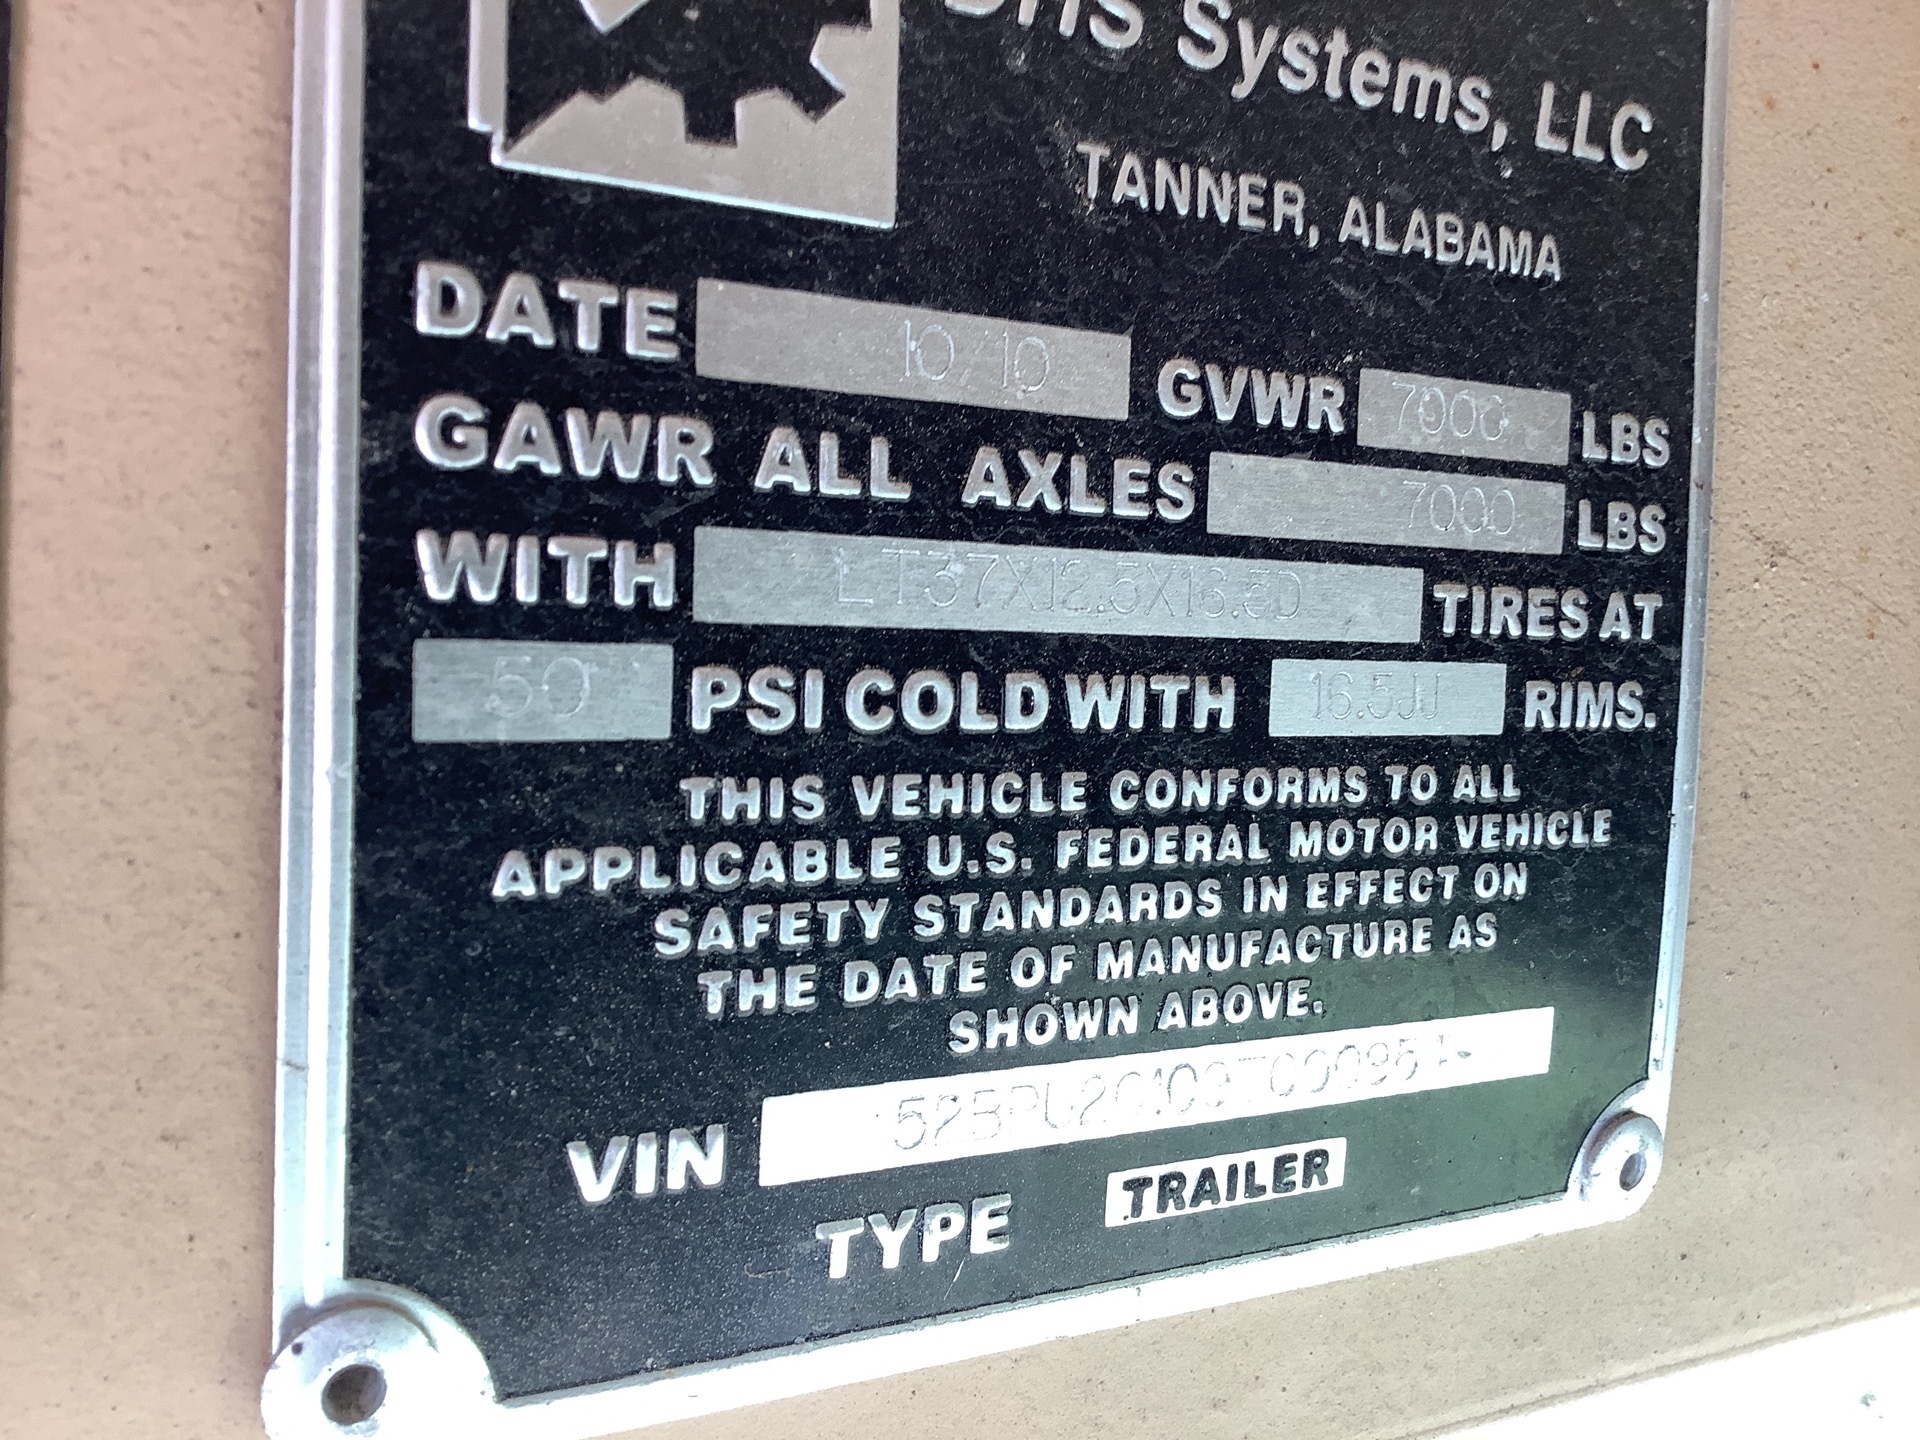 DHS Systems, LLC
TANNER, ALABAMA
DATE 10/10 GVWR 7000 LBS
GAWR ALL AXLES 7000 LBS
WITH LT37X12.5X16.5D TIRES AT
50 PSI COLD WITH 16.5JJ RIMS.
THIS VEHICLE CONFORMS TO ALL
APPLICABLE U.S. FEDERAL MOTOR VEHICLE
SAFETY STANDARDS IN EFFECT ON
THE DATE OF MANUFACTURE AS
SHOWN ABOVE.
VIN
TYPE TRAILER